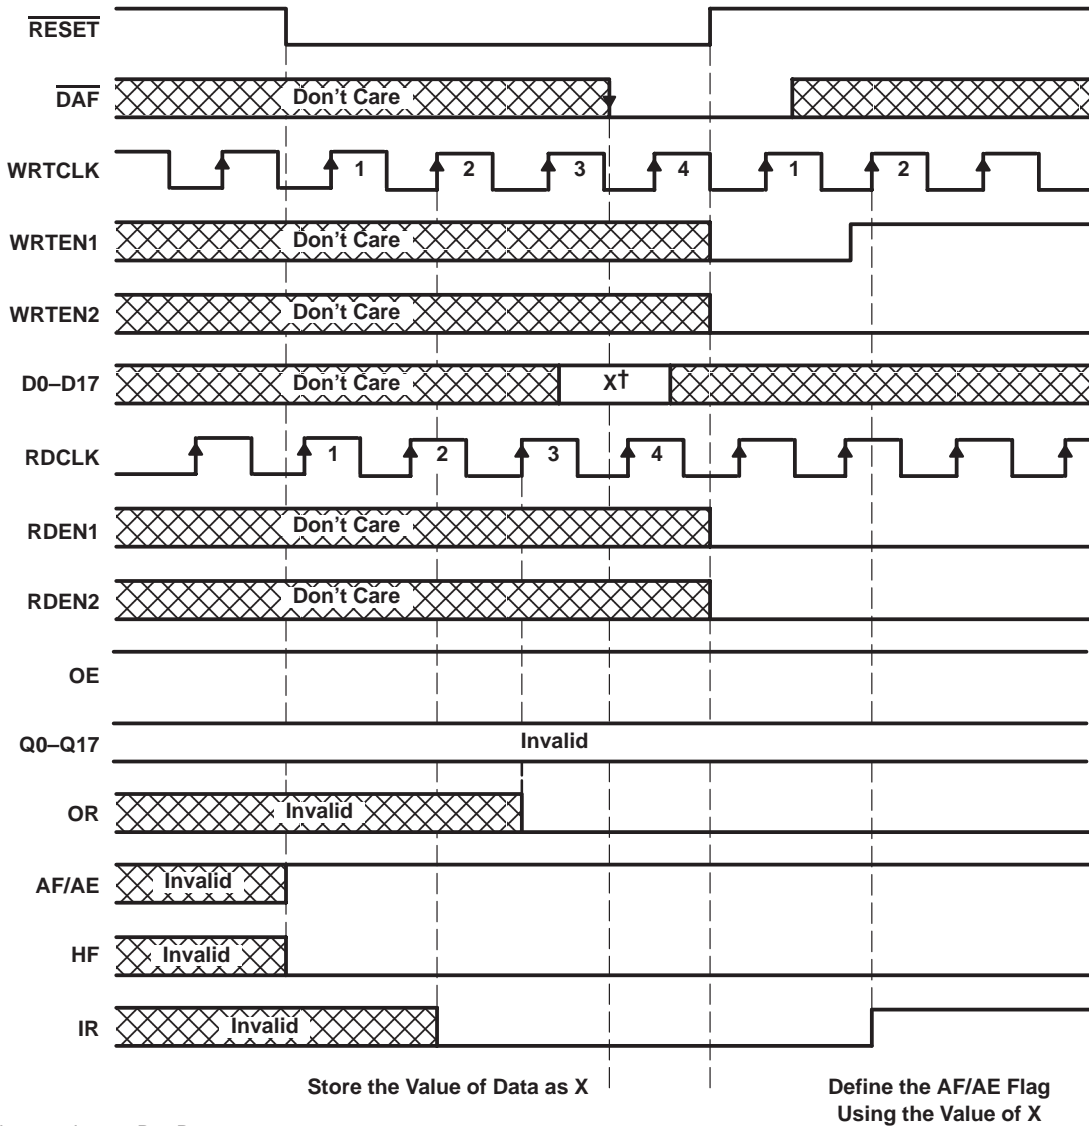 RESET
DAF
Don't Care
WRTCLK
1 2 3 4 1 2
WRTEN1
Don't Care
WRTEN2
Don't Care
D0–D17
Don't Care
X†
RDCLK
1 2 3 4
RDEN1
Don't Care
RDEN2
Don't Care
OE
Q0–Q17
Invalid
OR
Invalid
AF/AE
Invalid
HF
Invalid
IR
Invalid
Store the Value of Data as X
Define the AF/AE Flag
Using the Value of X